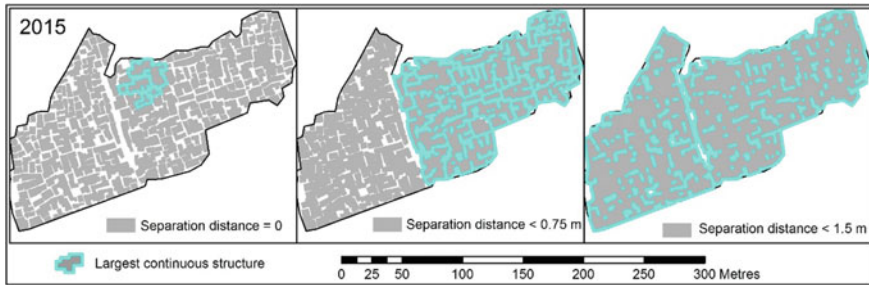 2015
Separation distance = 0
Separation distance < 0.75 m
Separation distance < 1.5 m
Largest continuous structure
0 25 50 100 150 200 250 300 Metres